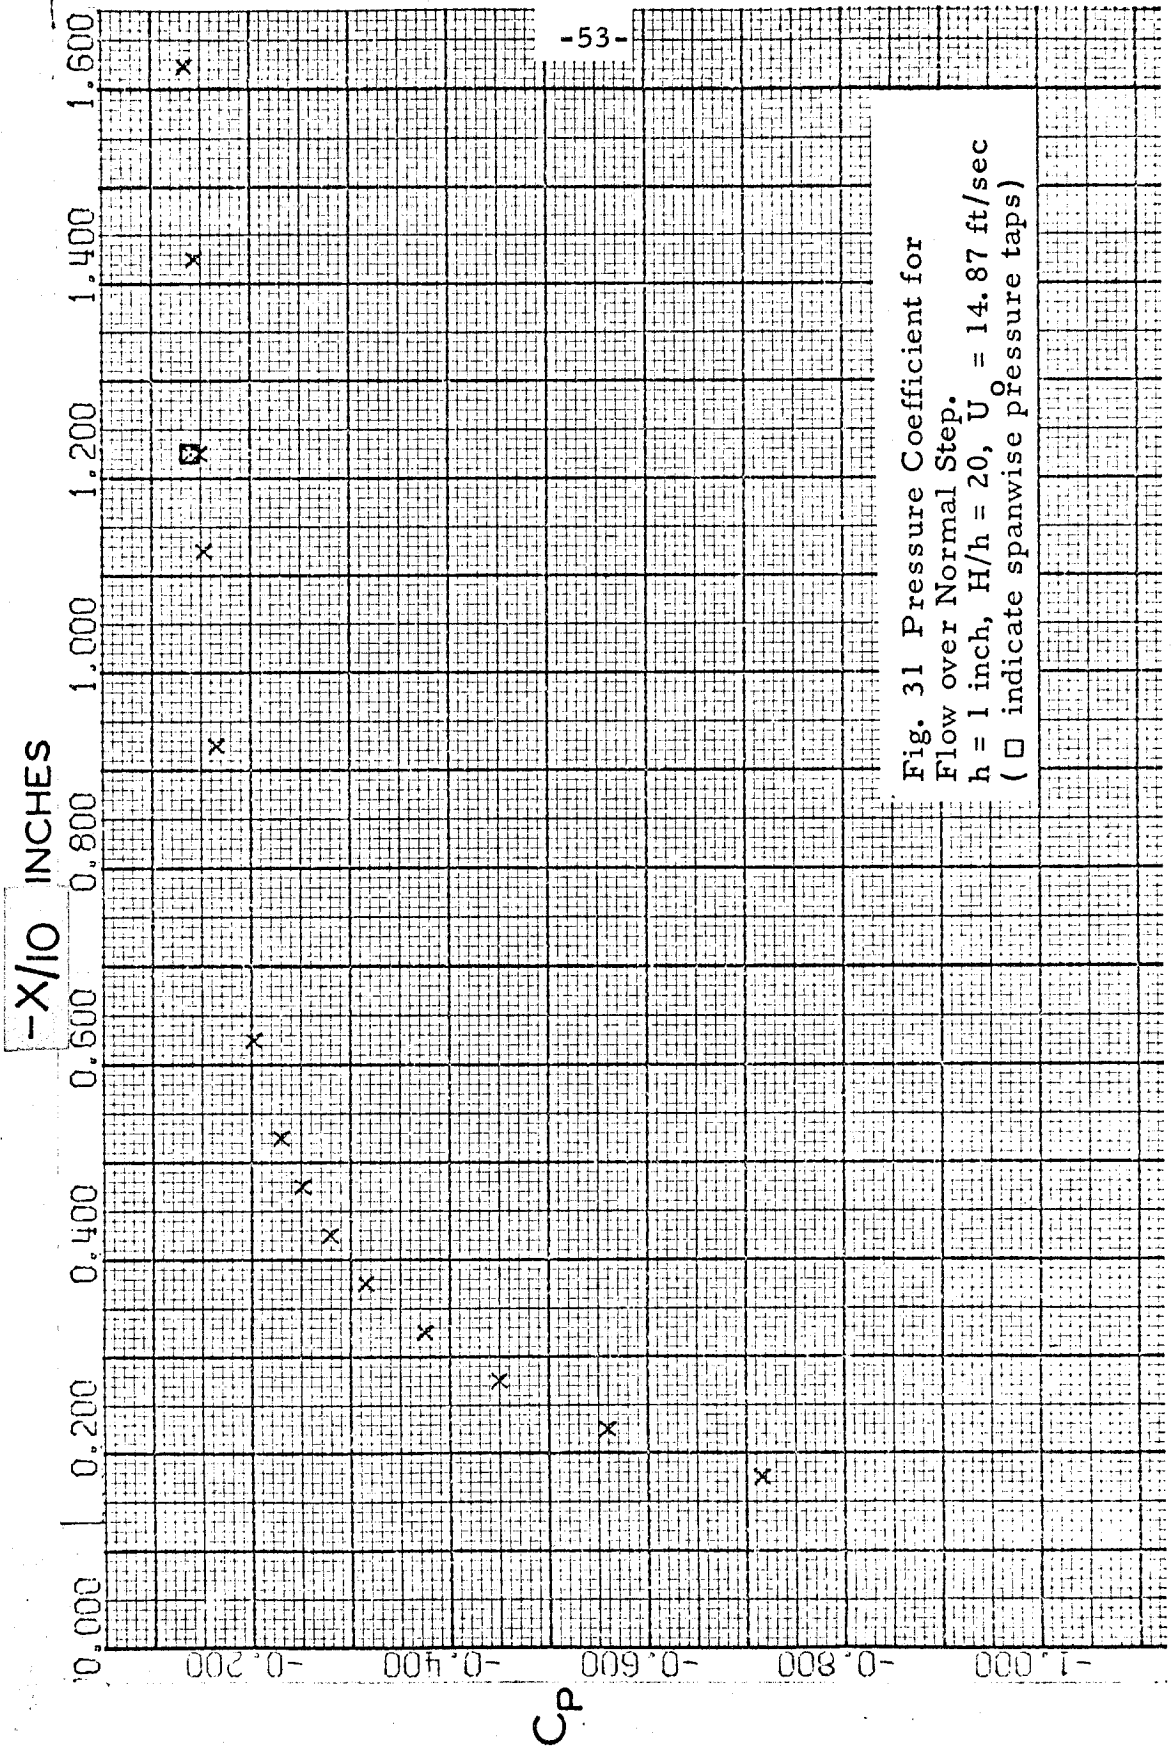 -53-
-X/10 INCHES
0.000 0.200 0.400 0.600 0.800 1.000 1.200 1.400 1.600
-0.200
-0.400
-0.600
-0.800
-1.000
CP
Fig. 31 Pressure Coefficient for
Flow over Normal Step.
h = 1 inch, H/h = 20, Uo = 14.87 ft/sec
(□ indicate spanwise pressure taps)